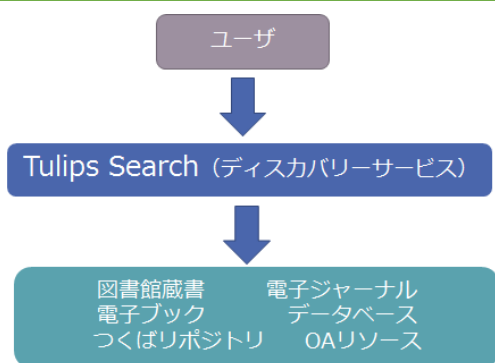 ユーザ
Tulips Search（ディスカバリーサービス）
図書館蔵書　電子ジャーナル
電子ブック　データベース
つくばリポジトリ　OAリソース